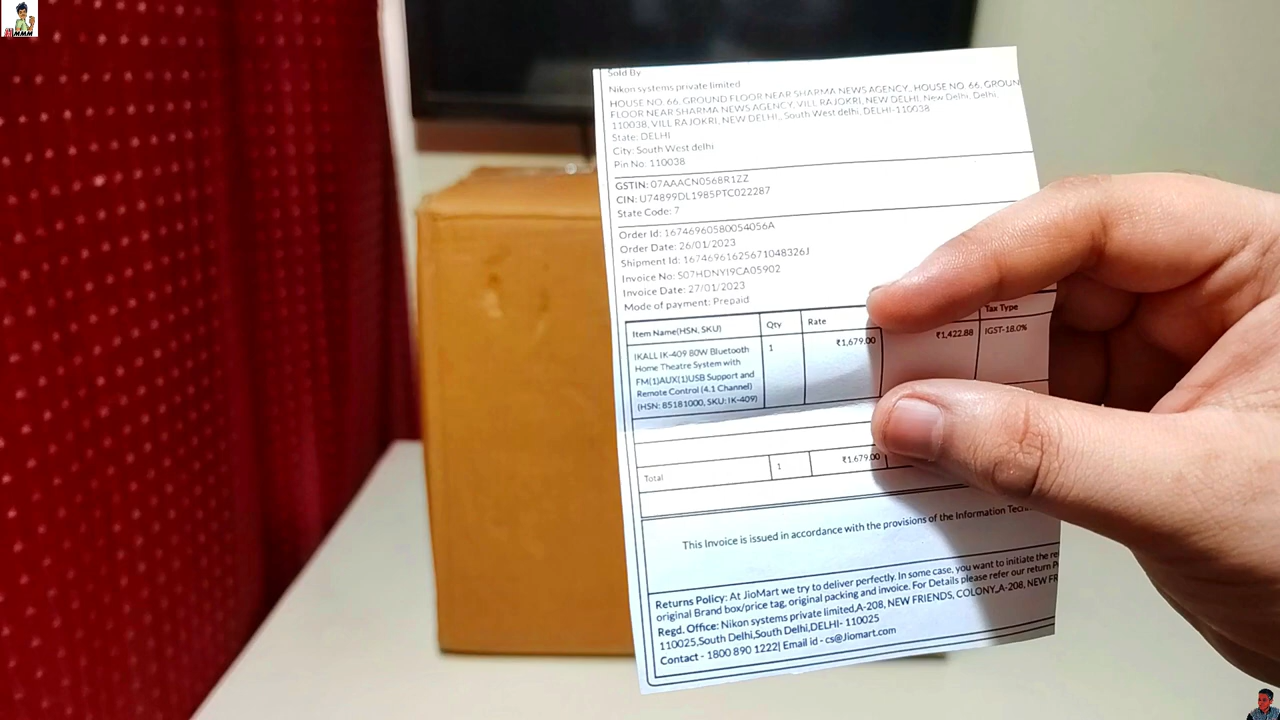 Sold By
Nikon systems private limited
HOUSE NO. 66, GROUND FLOOR NEAR SHARMA NEWS AGENCY., HOUSE NO. 66, GROUN
FLOOR NEAR SHARMA NEWS AGENCY, VILL RAJOKRI, NEW DELHI, New Delhi, Delhi,
110038, VILL RAJOKRI, NEW DELHI,, South West delhi, DELHI-110038
State: DELHI
City: South West delhi
Pin No: 110038
GSTIN: 07AAACN0568R1ZZ
CIN: U74899DL1985PTC022287
State Code: 7
Order Id: 16746960580054056A
Order Date: 26/01/2023
Shipment Id: 16746961625671048326J
Invoice No: S07HDNYI9CA05902
Invoice Date: 27/01/2023
Mode of payment: Prepaid
Item Name(HSN, SKU) Qty Rate Tax Type
IKALL IK-409 80W Bluetooth 1 ₹1,679.00 ₹1,422.88 IGST-18.0%
Home Theatre System with
FM(1)AUX(1)USB Support and
Remote Control (4.1 Channel)
(HSN: 85181000, SKU: IK-409)
Total 1 ₹1,679.00
This Invoice is issued in accordance with the provisions of the Information Techn
Returns Policy: At JioMart we try to deliver perfectly. In some case, you want to initiate the re
original Brand box/price tag, original packing and invoice. For Details please refer our return P
Regd. Office: Nikon systems private limited,A-208, NEW FRIENDS, COLONY,,A-208, NEW FR
110025,South Delhi,South Delhi,DELHI- 110025
Contact - 1800 890 1222| Email id - cs@Jiomart.com